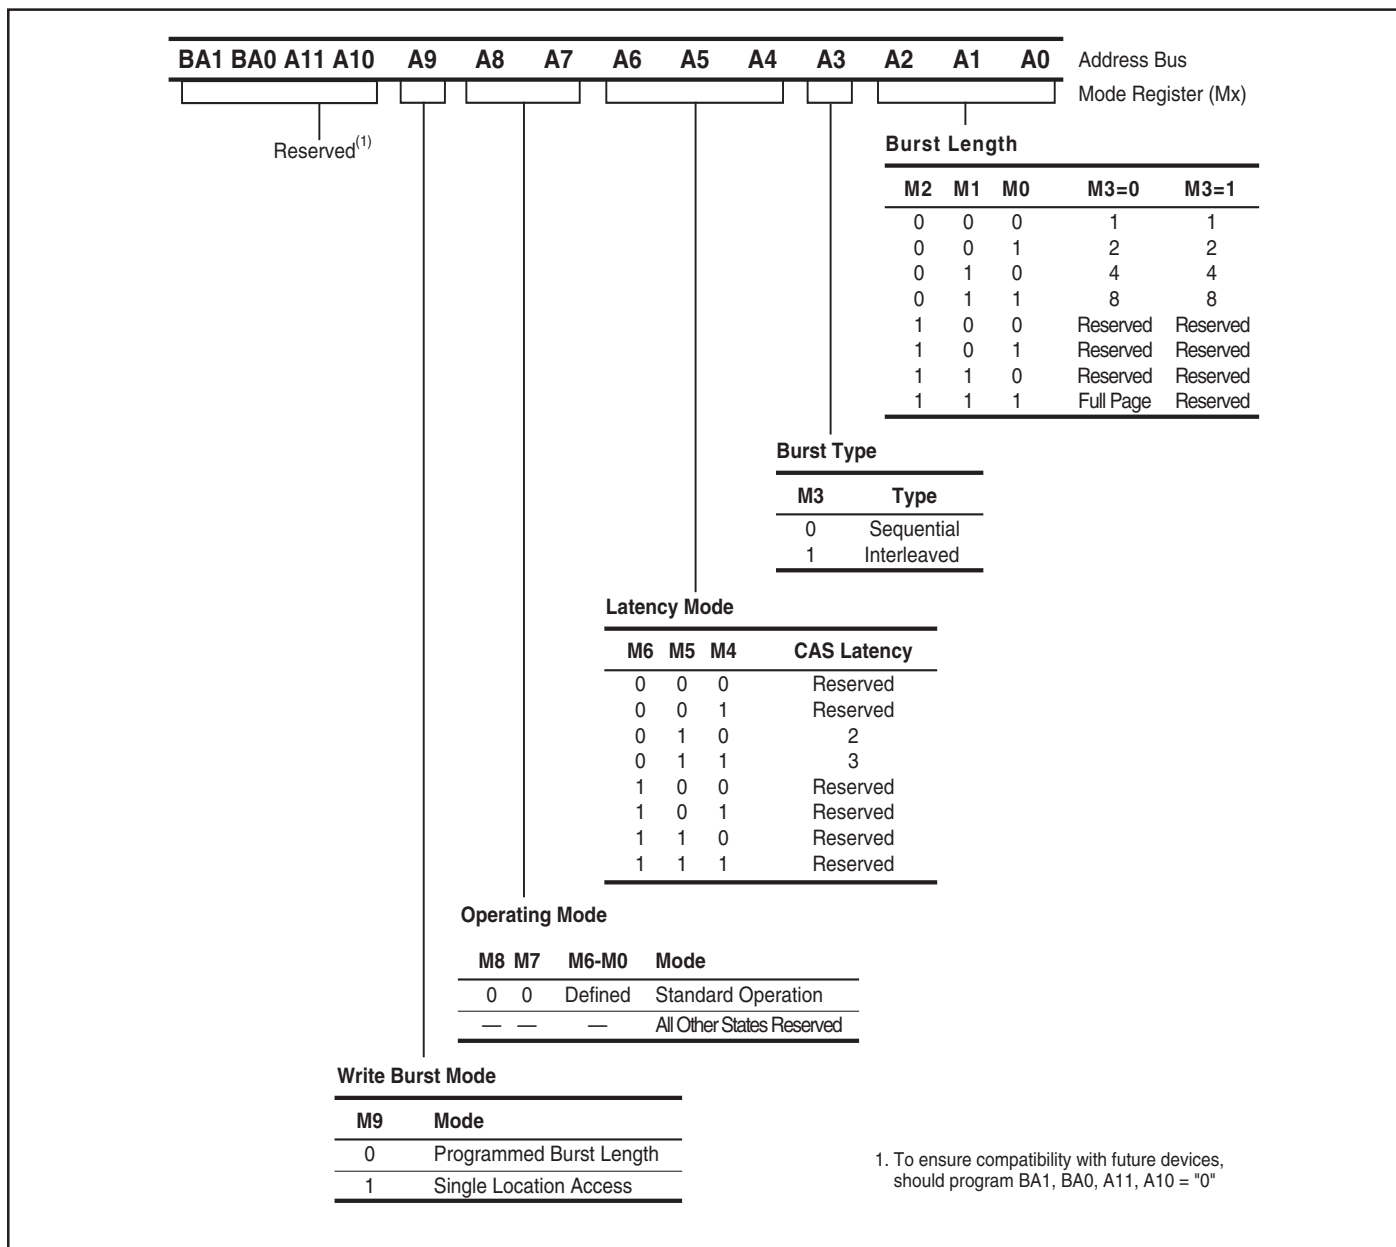 BA1 BA0 A11 A10 A9 A8 A7 A6 A5 A4 A3 A2 A1 A0 Address Bus
Mode Register (Mx)
Reserved(1)
Burst Length
M2 M1 M0 M3=0 M3=1
0 0 0 1 1
0 0 1 2 2
0 1 0 4 4
0 1 1 8 8
1 0 0 Reserved Reserved
1 0 1 Reserved Reserved
1 1 0 Reserved Reserved
1 1 1 Full Page Reserved
Burst Type
M3 Type
0 Sequential
1 Interleaved
Latency Mode
M6 M5 M4 CAS Latency
0 0 0 Reserved
0 0 1 Reserved
0 1 0 2
0 1 1 3
1 0 0 Reserved
1 0 1 Reserved
1 1 0 Reserved
1 1 1 Reserved
Operating Mode
M8 M7 M6-M0 Mode
0 0 Defined Standard Operation
— — — All Other States Reserved
Write Burst Mode
M9 Mode
0 Programmed Burst Length
1 Single Location Access
1. To ensure compatibility with future devices,
should program BA1, BA0, A11, A10 = "0"